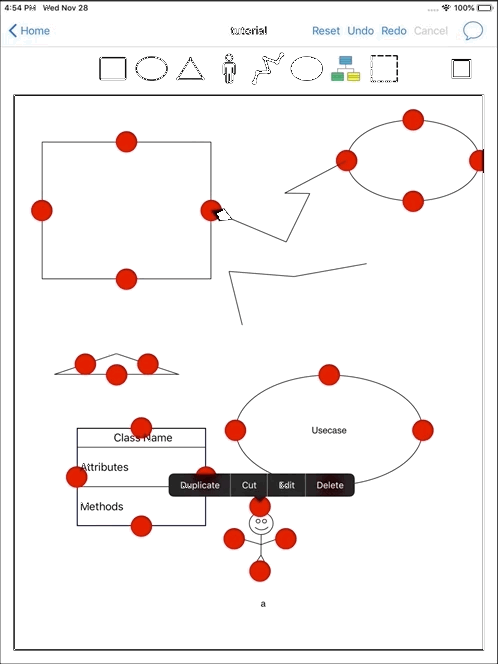 4:54 PM Wed Nov 28 100%
Home tutorial Reset Undo Redo Cancel
Usecase
Class Name
Attributes
Duplicate Cut Edit Delete
Methods
a